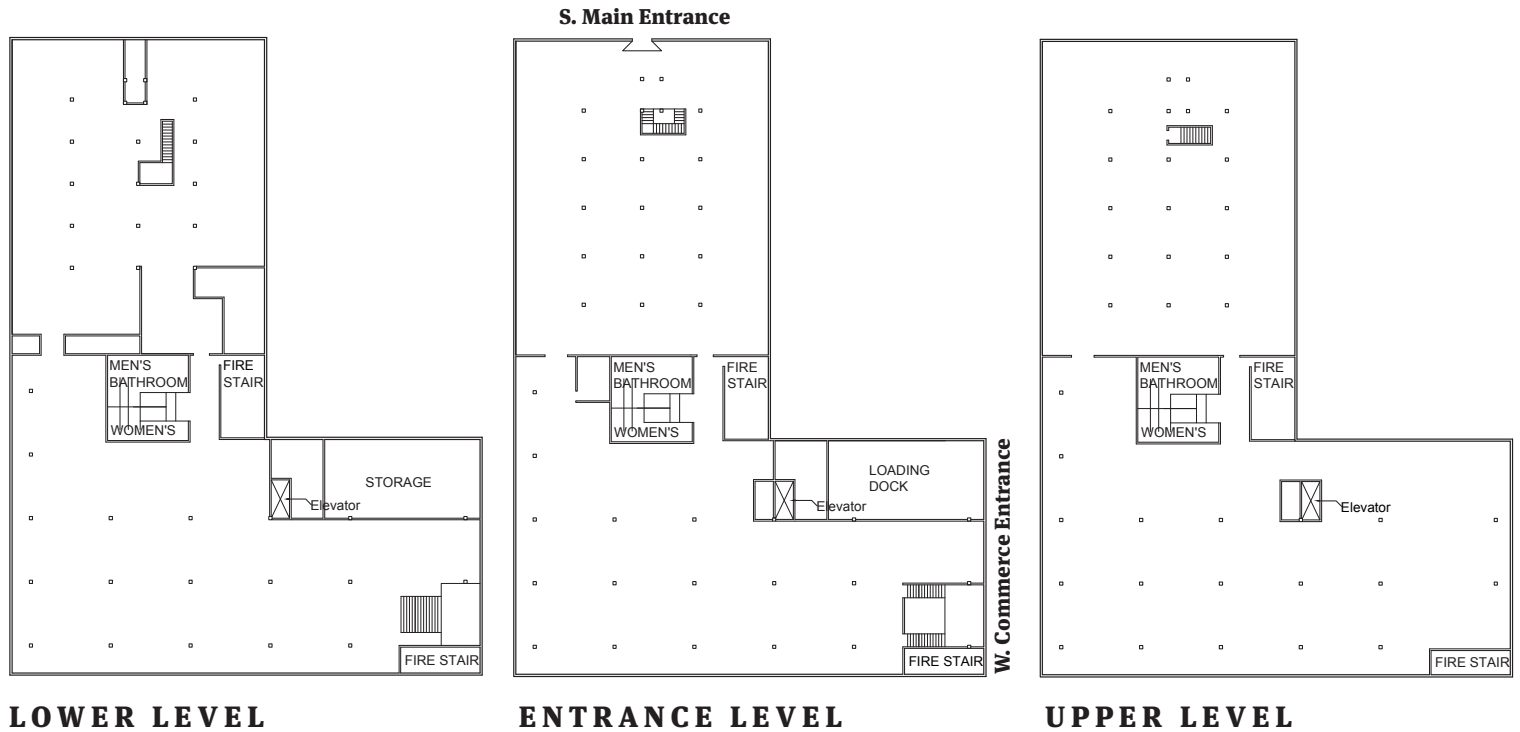 S. Main Entrance
MEN'S
BATHROOM
WOMEN'S
FIRE
STAIR
STORAGE
Elevator
FIRE STAIR
LOWER LEVEL
MEN'S
BATHROOM
WOMEN'S
FIRE
STAIR
LOADING
DOCK
Elevator
FIRE STAIR
W. Commerce Entrance
ENTRANCE LEVEL
MEN'S
BATHROOM
WOMEN'S
FIRE
STAIR
Elevator
FIRE STAIR
UPPER LEVEL